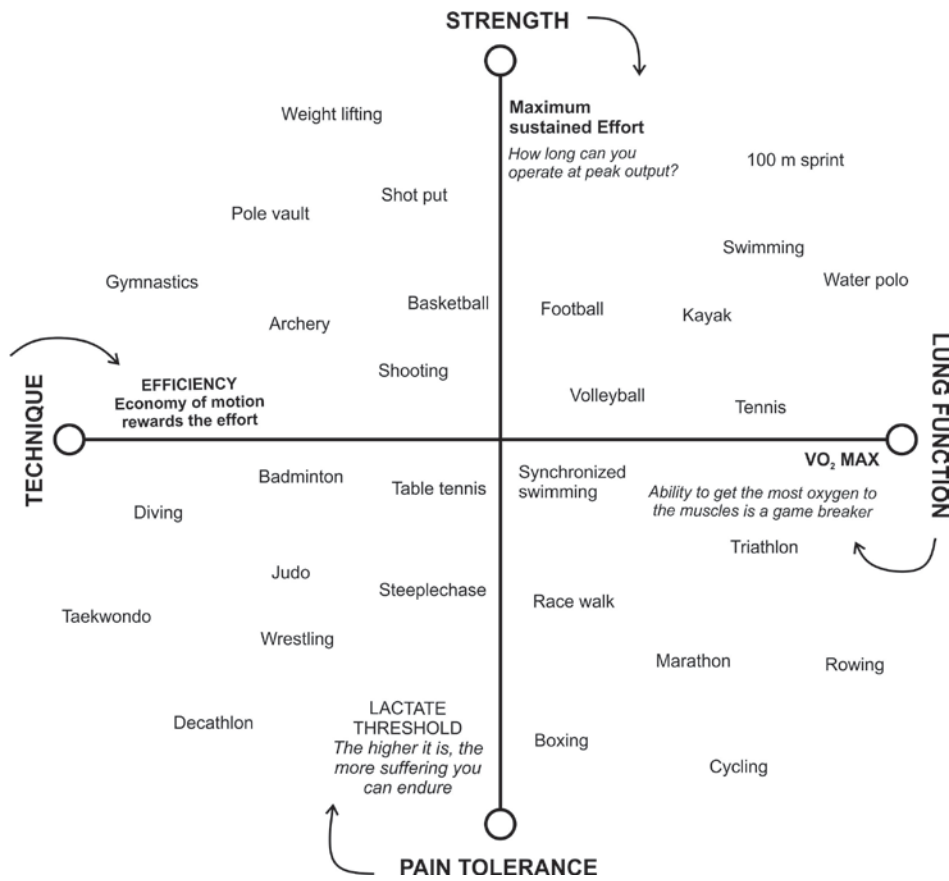 STRENGTH
Weight lifting
Maximum
sustained Effort
How long can you
operate at peak output?
100 m sprint
Shot put
Pole vault
Swimming
Gymnastics
Water polo
Basketball
Football
Kayak
Archery
Shooting
EFFICIENCY
Economy of motion
rewards the effort
Volleyball
Tennis
TECHNIQUE
LUNG FUNCTION
VO₂ MAX
Ability to get the most oxygen to
the muscles is a game breaker
Badminton
Table tennis
Synchronized
swimming
Diving
Triathlon
Judo
Steeplechase
Race walk
Taekwondo
Wrestling
Marathon
Rowing
Decathlon
LACTATE
THRESHOLD
The higher it is, the
more suffering you
can endure
Boxing
Cycling
PAIN TOLERANCE